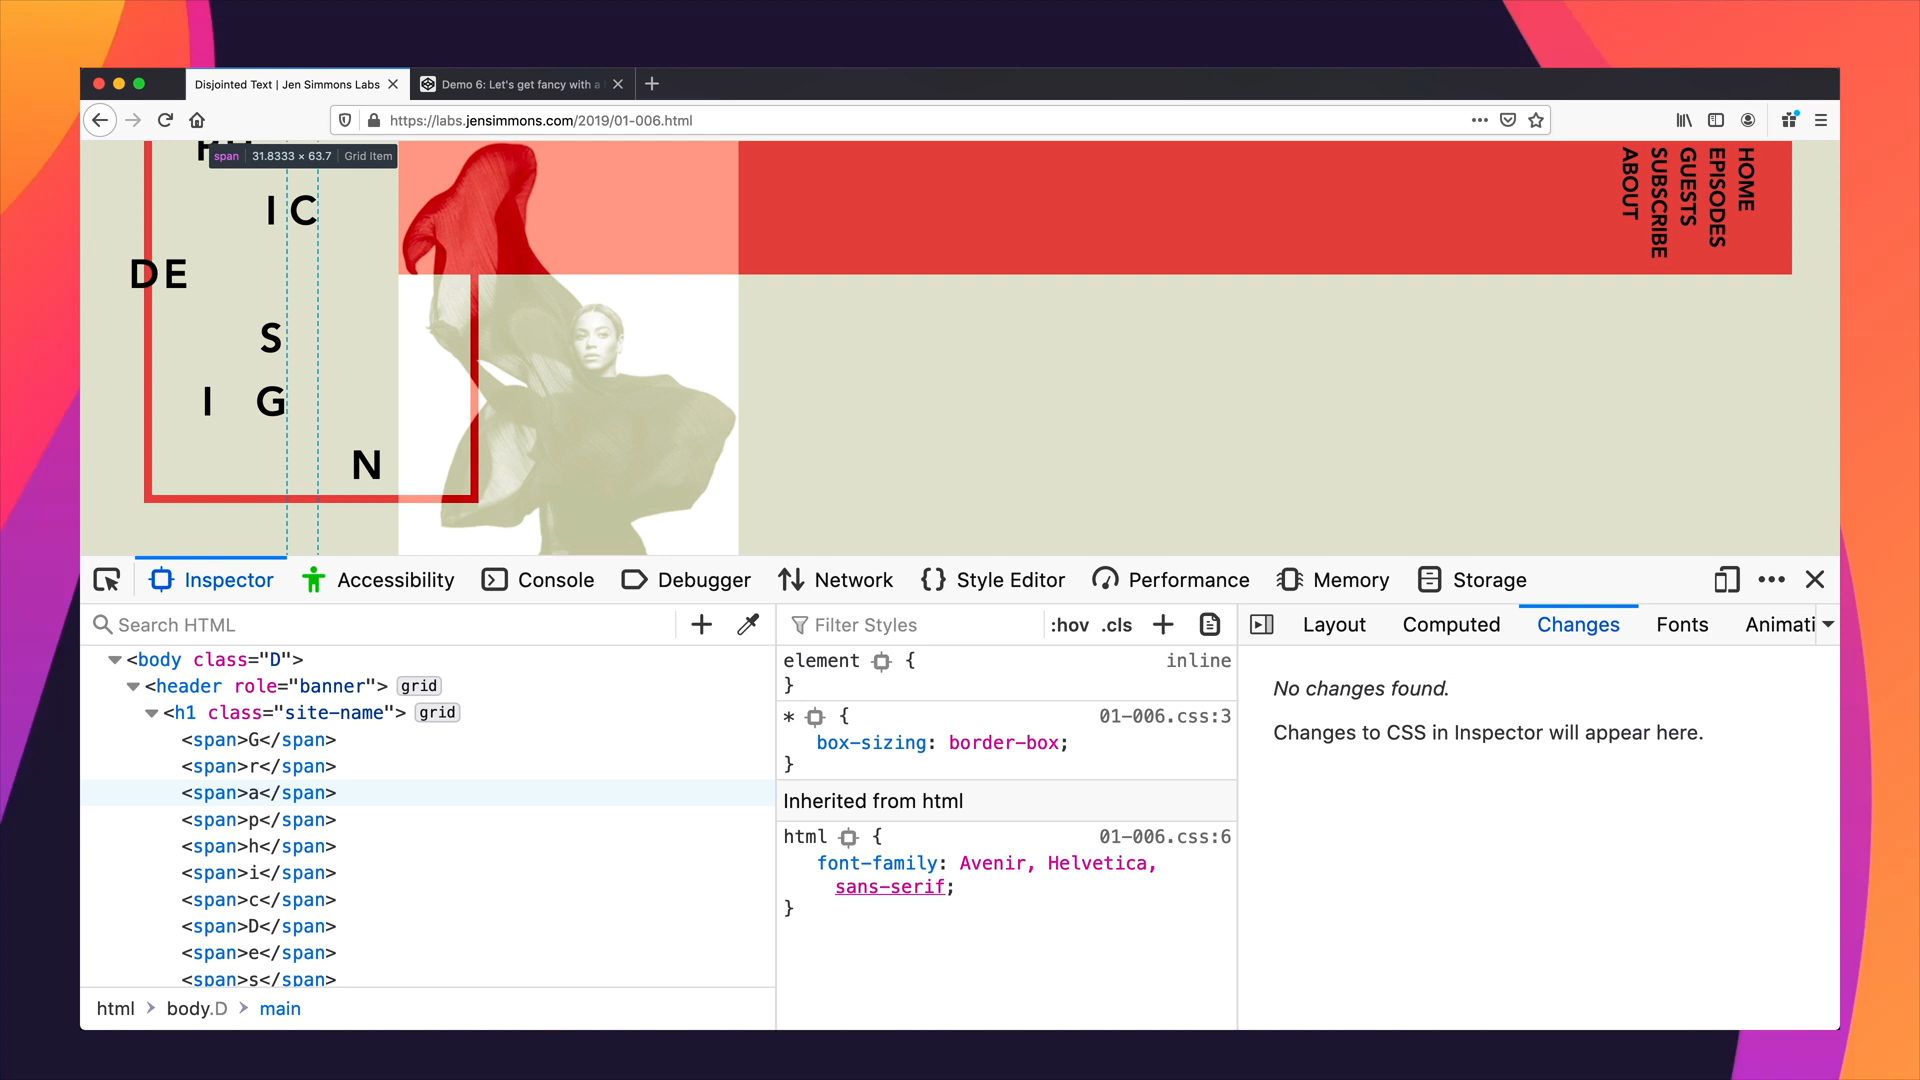 Disjointed Text | Jen Simmons Labs
Demo 6: Let's get fancy with a
https://labs.jensimmons.com/2019/01-006.html
span 31.8333 × 63.7 Grid Item
I C
DE
S
I G
N
HOME
EPISODES
GUESTS
SUBSCRIBE
ABOUT
Inspector Accessibility Console Debugger Network Style Editor Performance Memory Storage
Search HTML
Filter Styles :hov .cls
Layout Computed Changes Fonts Animati
<body class="D">
<header role="banner"> grid
<h1 class="site-name"> grid
<span>G</span>
<span>r</span>
<span>a</span>
<span>p</span>
<span>h</span>
<span>i</span>
<span>c</span>
<span>D</span>
<span>e</span>
<span>s</span>
html body.D main
element { inline
}
* { 01-006.css:3
box-sizing: border-box;
}
Inherited from html
html { 01-006.css:6
font-family: Avenir, Helvetica,
sans-serif;
}
No changes found.
Changes to CSS in Inspector will appear here.